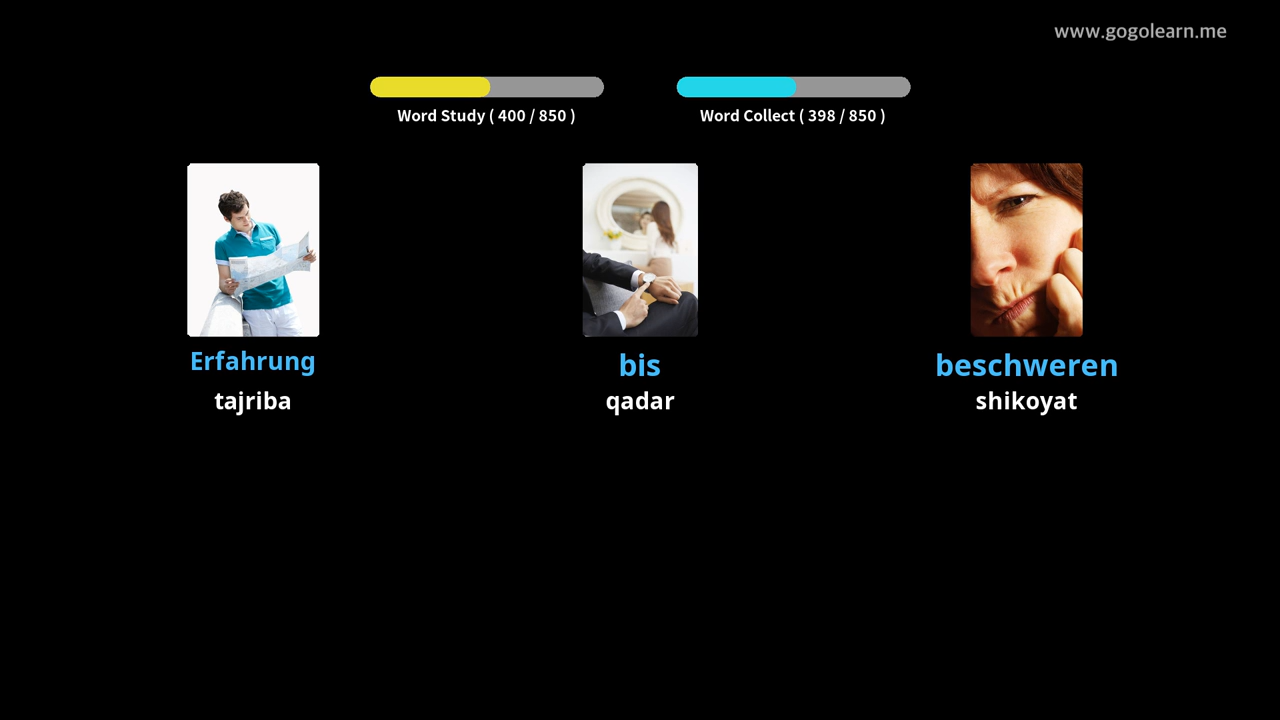 www.gogolearn.me
Word Study ( 400 / 850 )
Word Collect ( 398 / 850 )
Erfahrung
tajriba
bis
qadar
beschweren
shikoyat